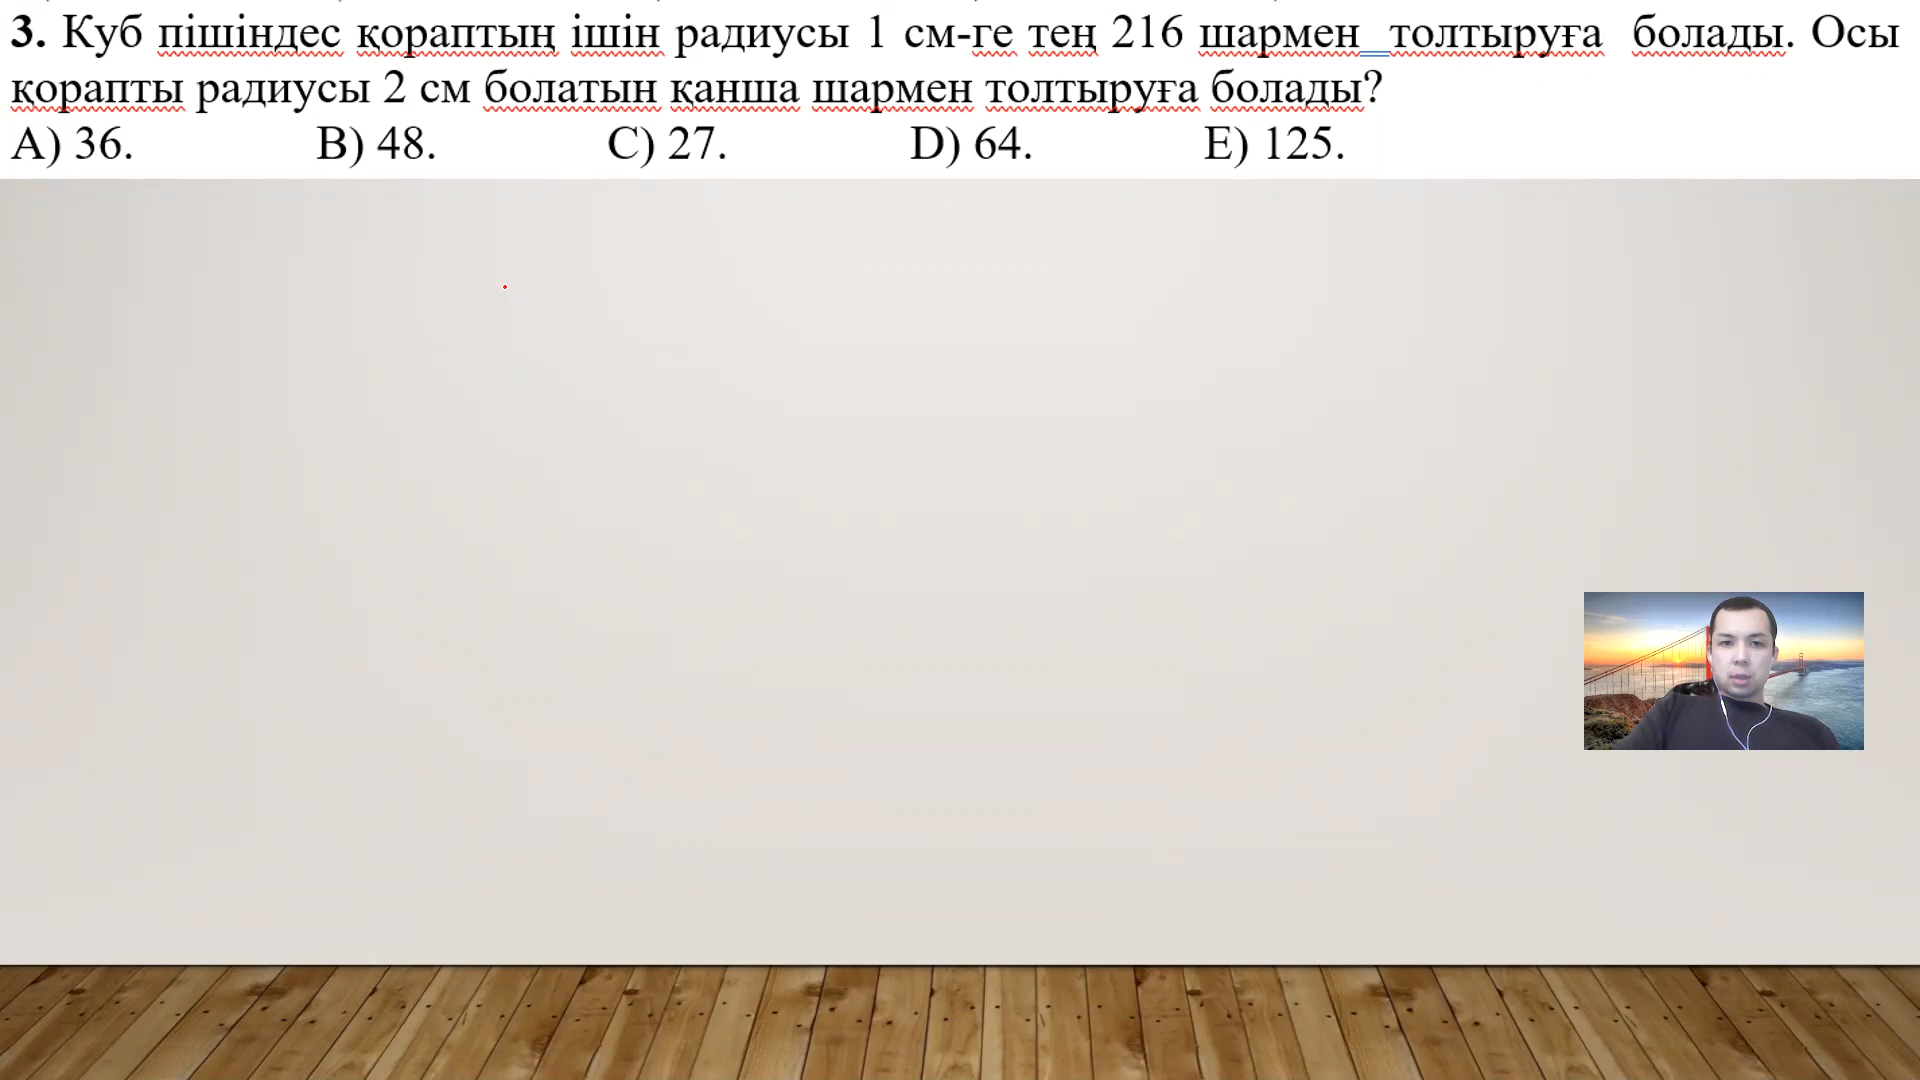 3. Куб пішіндес қораптың ішін радиусы 1 см-ге тең 216 шармен толтыруға болады. Осы
қорапты радиусы 2 см болатын қанша шармен толтыруға болады?
A) 36. B) 48. C) 27. D) 64. E) 125.